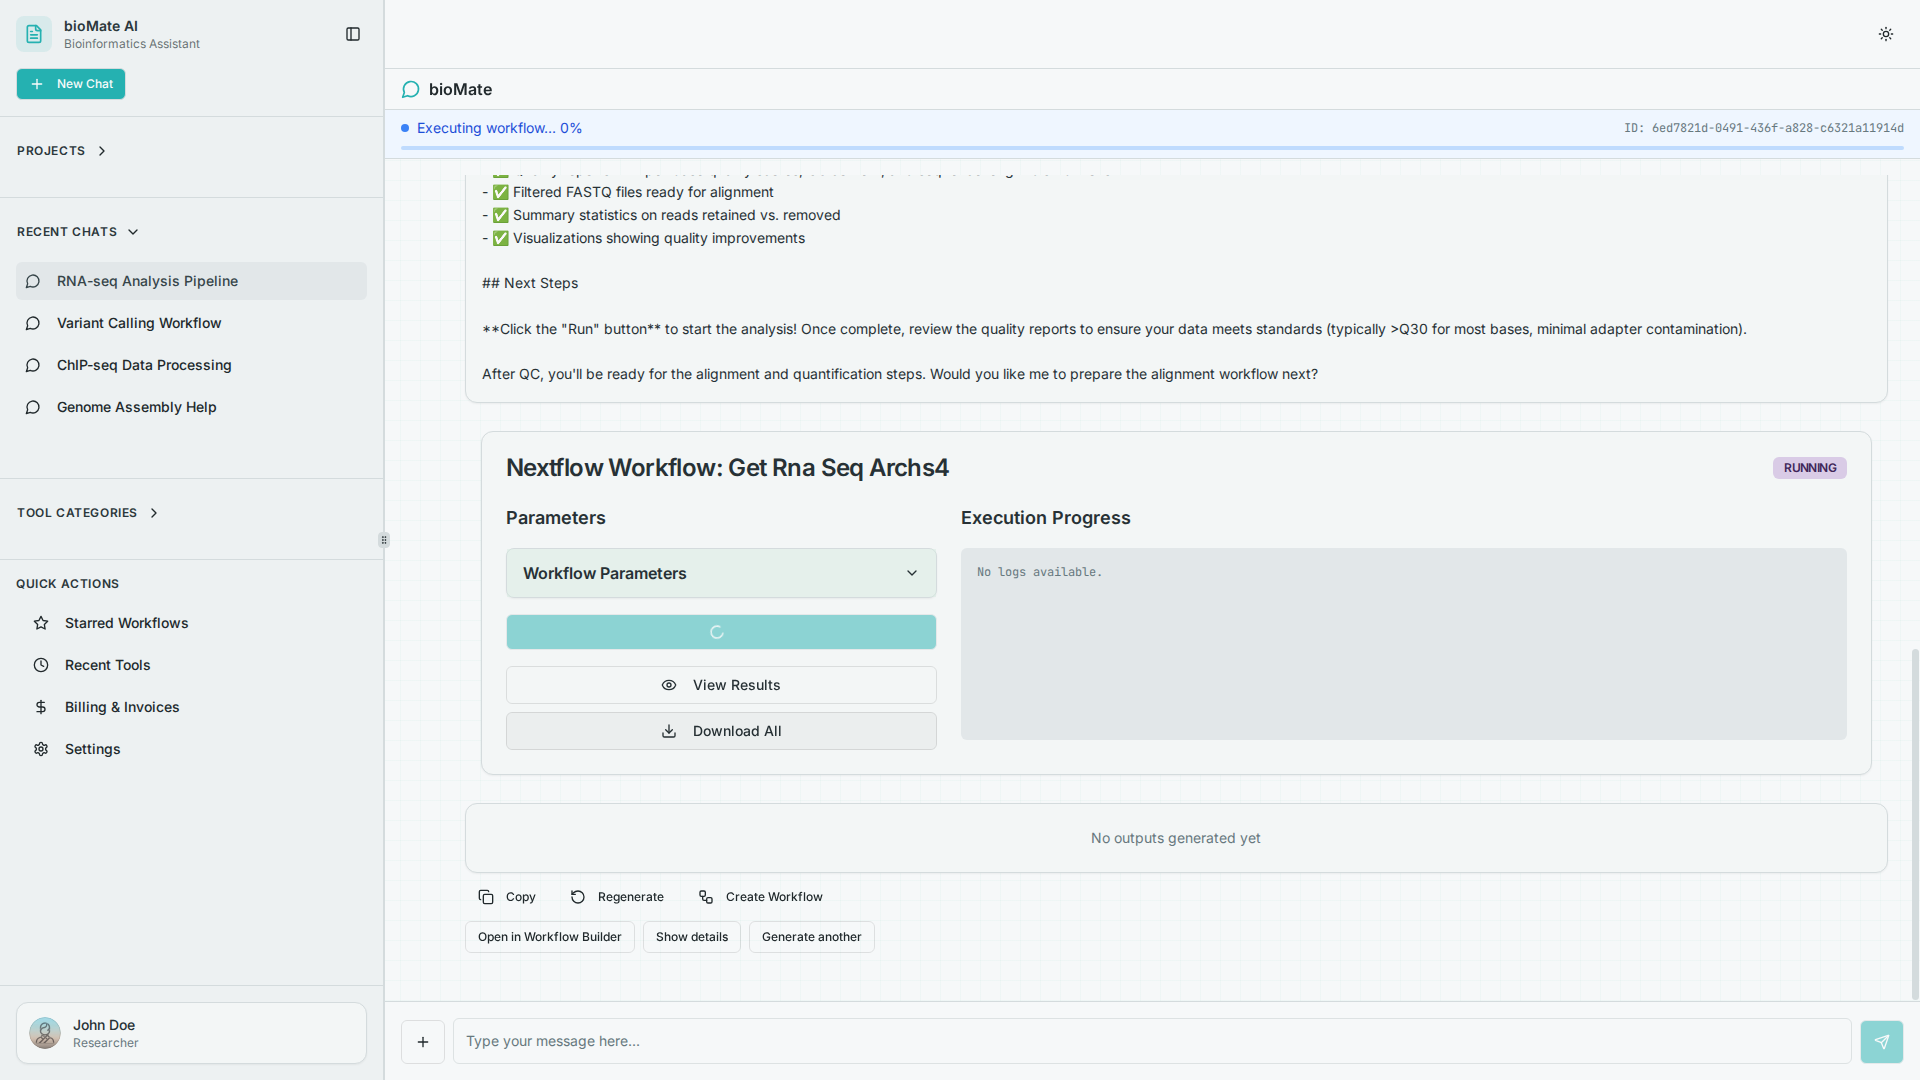 bioMate AI
Bioinformatics Assistant
New Chat
PROJECTS
RECENT CHATS
RNA-seq Analysis Pipeline
Variant Calling Workflow
ChIP-seq Data Processing
Genome Assembly Help
TOOL CATEGORIES
QUICK ACTIONS
Starred Workflows
Recent Tools
Billing & Invoices
Settings
John Doe
Researcher
bioMate
Executing workflow... 0%
ID: 6ed7821d-0491-436f-a828-c6321a11914d
- ✅ Filtered FASTQ files ready for alignment
- ✅ Summary statistics on reads retained vs. removed
- ✅ Visualizations showing quality improvements
## Next Steps
**Click the "Run" button** to start the analysis! Once complete, review the quality reports to ensure your data meets standards (typically >Q30 for most bases, minimal adapter contamination).
After QC, you'll be ready for the alignment and quantification steps. Would you like me to prepare the alignment workflow next?
Nextflow Workflow: Get Rna Seq Archs4
RUNNING
Parameters
Workflow Parameters
View Results
Download All
Execution Progress
No logs available.
No outputs generated yet
Copy
Regenerate
Create Workflow
Open in Workflow Builder
Show details
Generate another
Type your message here...